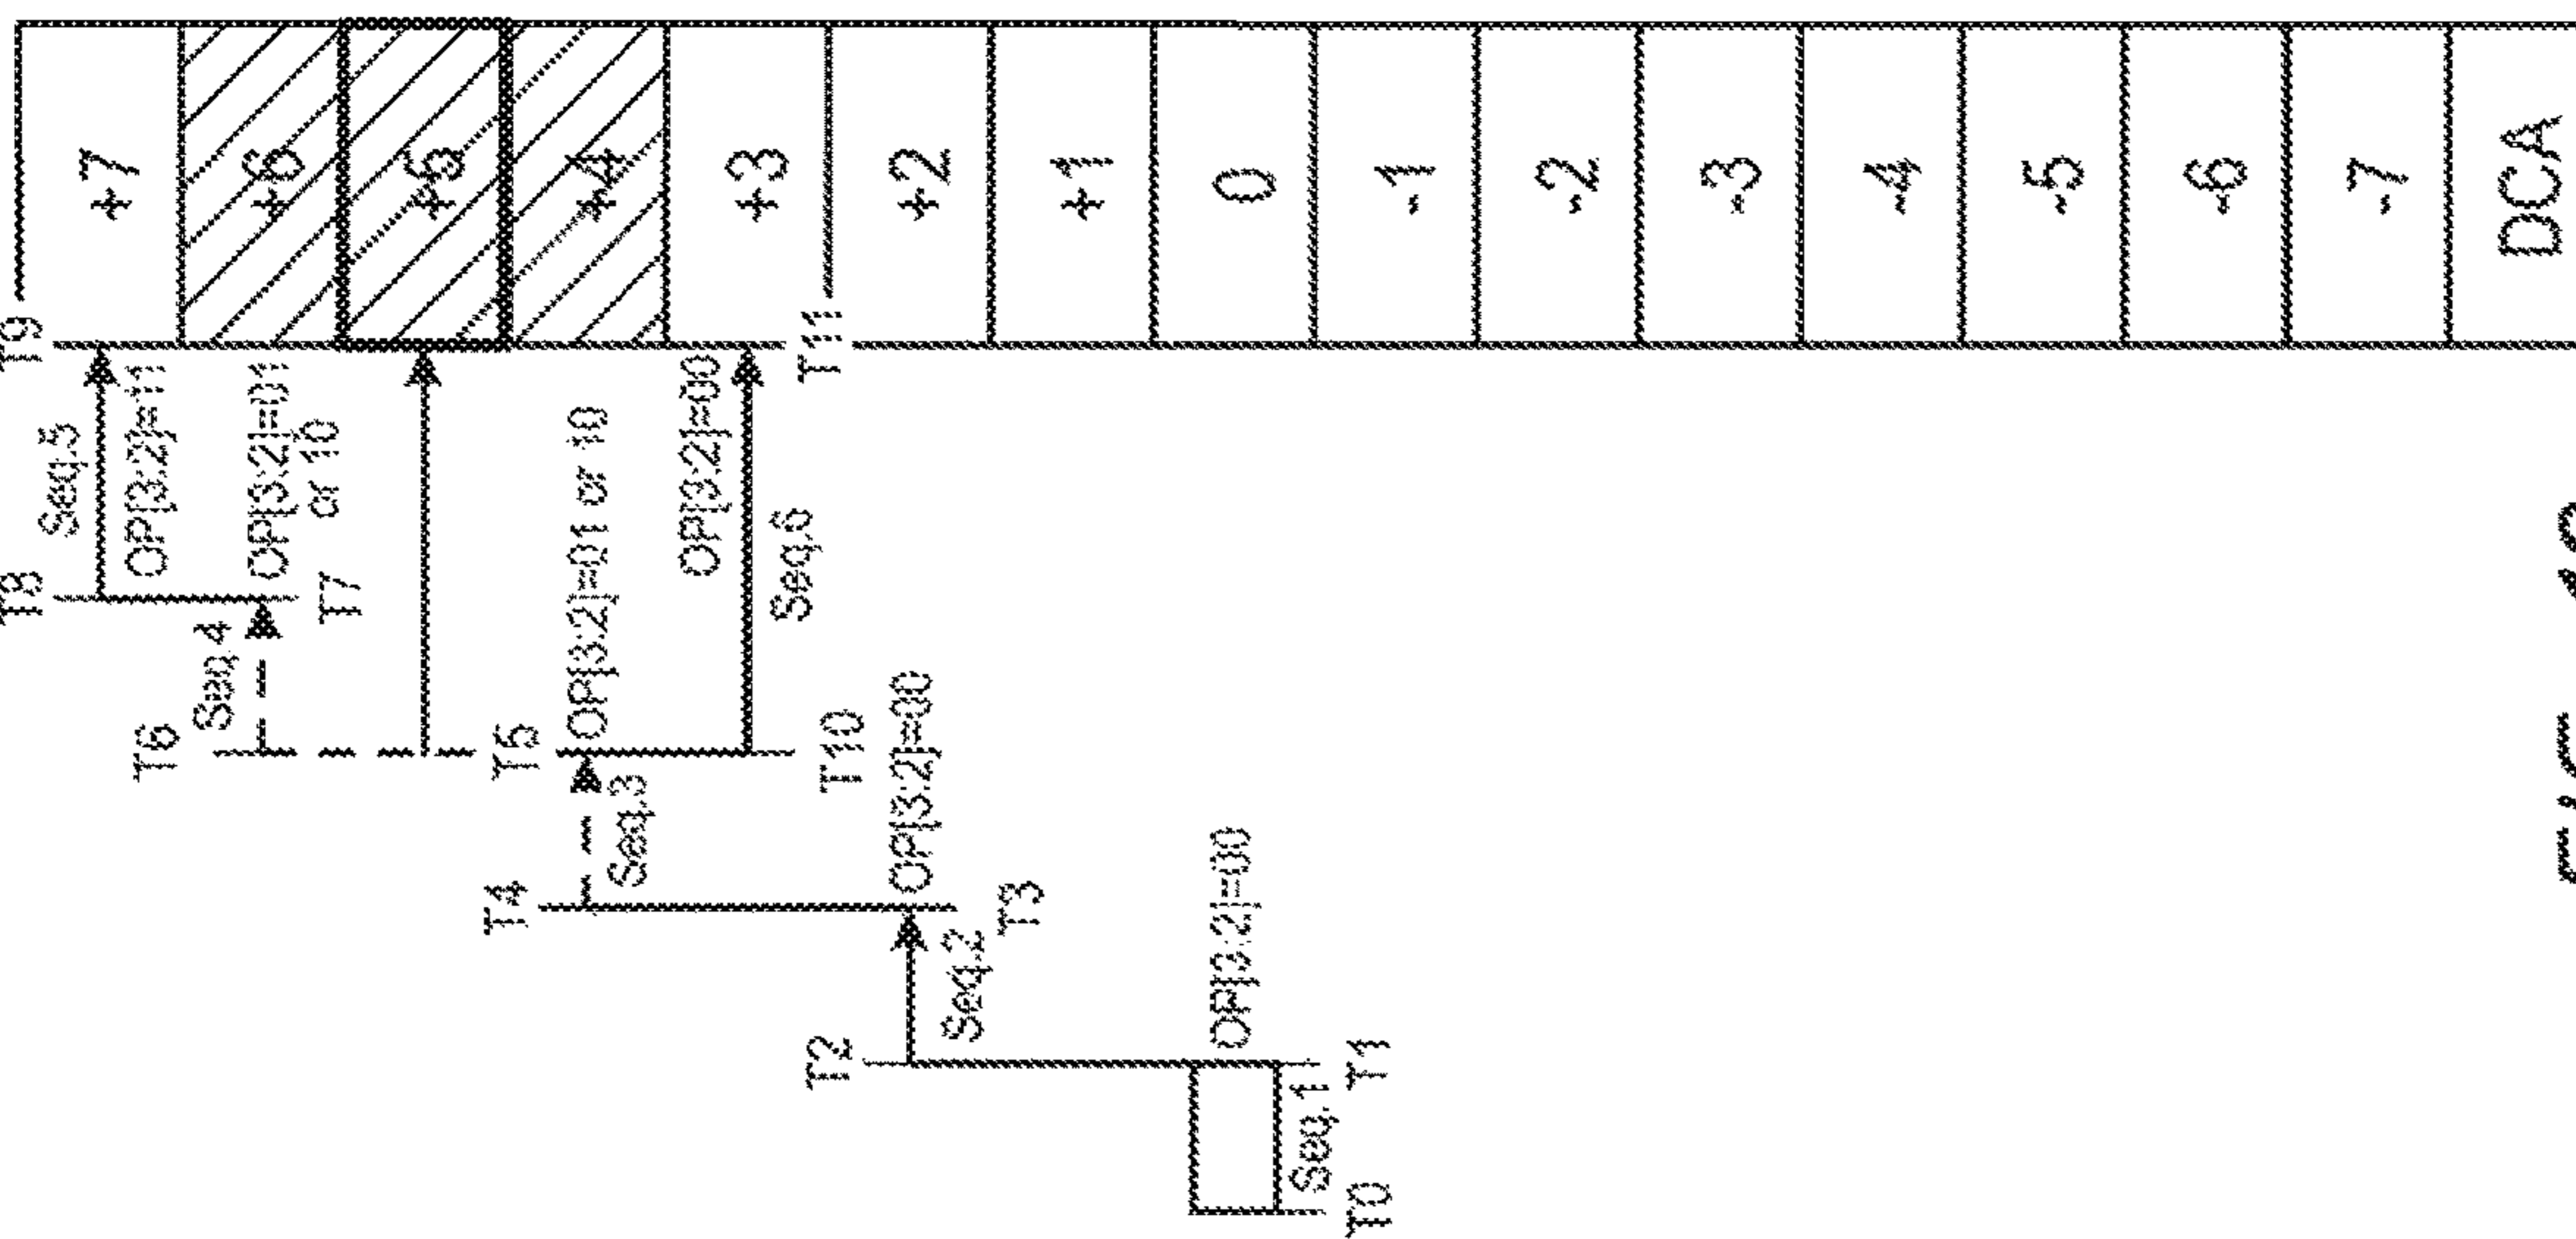 T9
+7
+6
+5
+4
+3
+2
+1
0
-1
-2
-3
-4
-5
-6
-7
DCA
T8
Seq.5
OP[3:2]=11
OP[3:2]=01
or 10
T7
T6
Seq.4
T5
OP[3:2]=01 or 10
OP[3:2]=00
Seq.6
T11
T10
T4
Seq.3
OP[3:2]=00
T3
T2
Seq.2
OP[3:2]=00
T1
Seq.1
T0